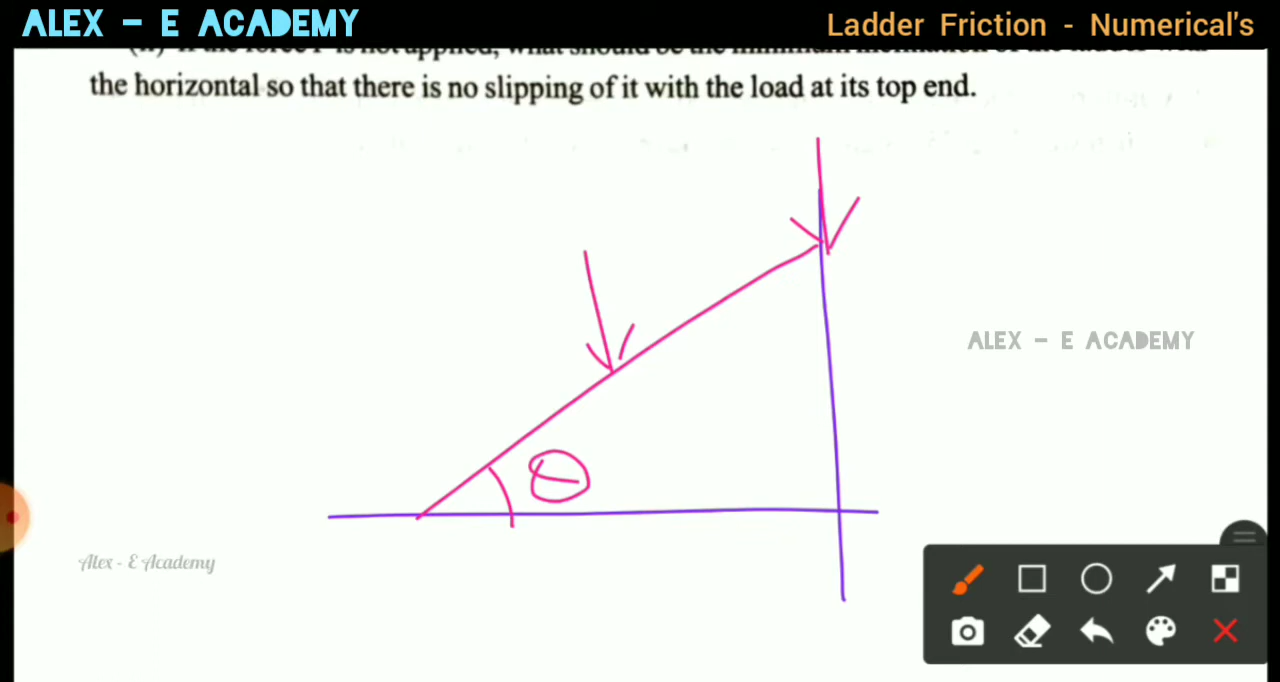 ALEX - E ACADEMY
Ladder Friction - Numerical's
the horizontal so that there is no slipping of it with the load at its top end.
ALEX - E ACADEMY
θ
Alex - E Academy